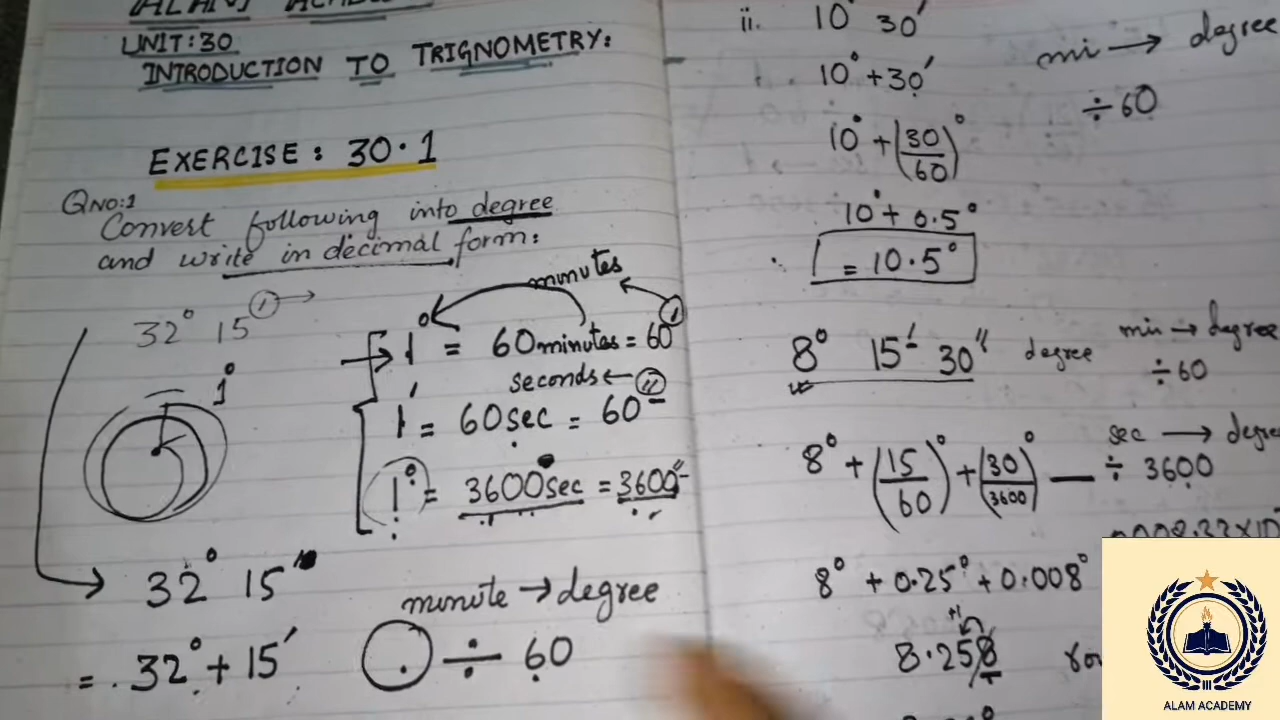 UNIT:30
INTRODUCTION TO TRIGNOMETRY:
EXERCISE: 30.1
QNO:1
Convert following into degree
and write in decimal form:
32° 15′
1°
minutes
1° = 60minutes = 60′
seconds ← ″
1′ = 60sec = 60″
1° = 3600sec = 3600″
32° 15′
minute → degree
= 32° + 15′
÷ 60
ii. 10° 30′
mi → degree
10° + 30′
÷ 60
10° + (30/60)°
10° + 0.5°
= 10.5°
8° 15′ 30″ degree
min → degree
÷ 60
8° + (15/60)° + (30/3600)°
sec → degre
÷ 3600
8° + 0.25° + 0.008°
+1
8.258
ALAM ACADEMY